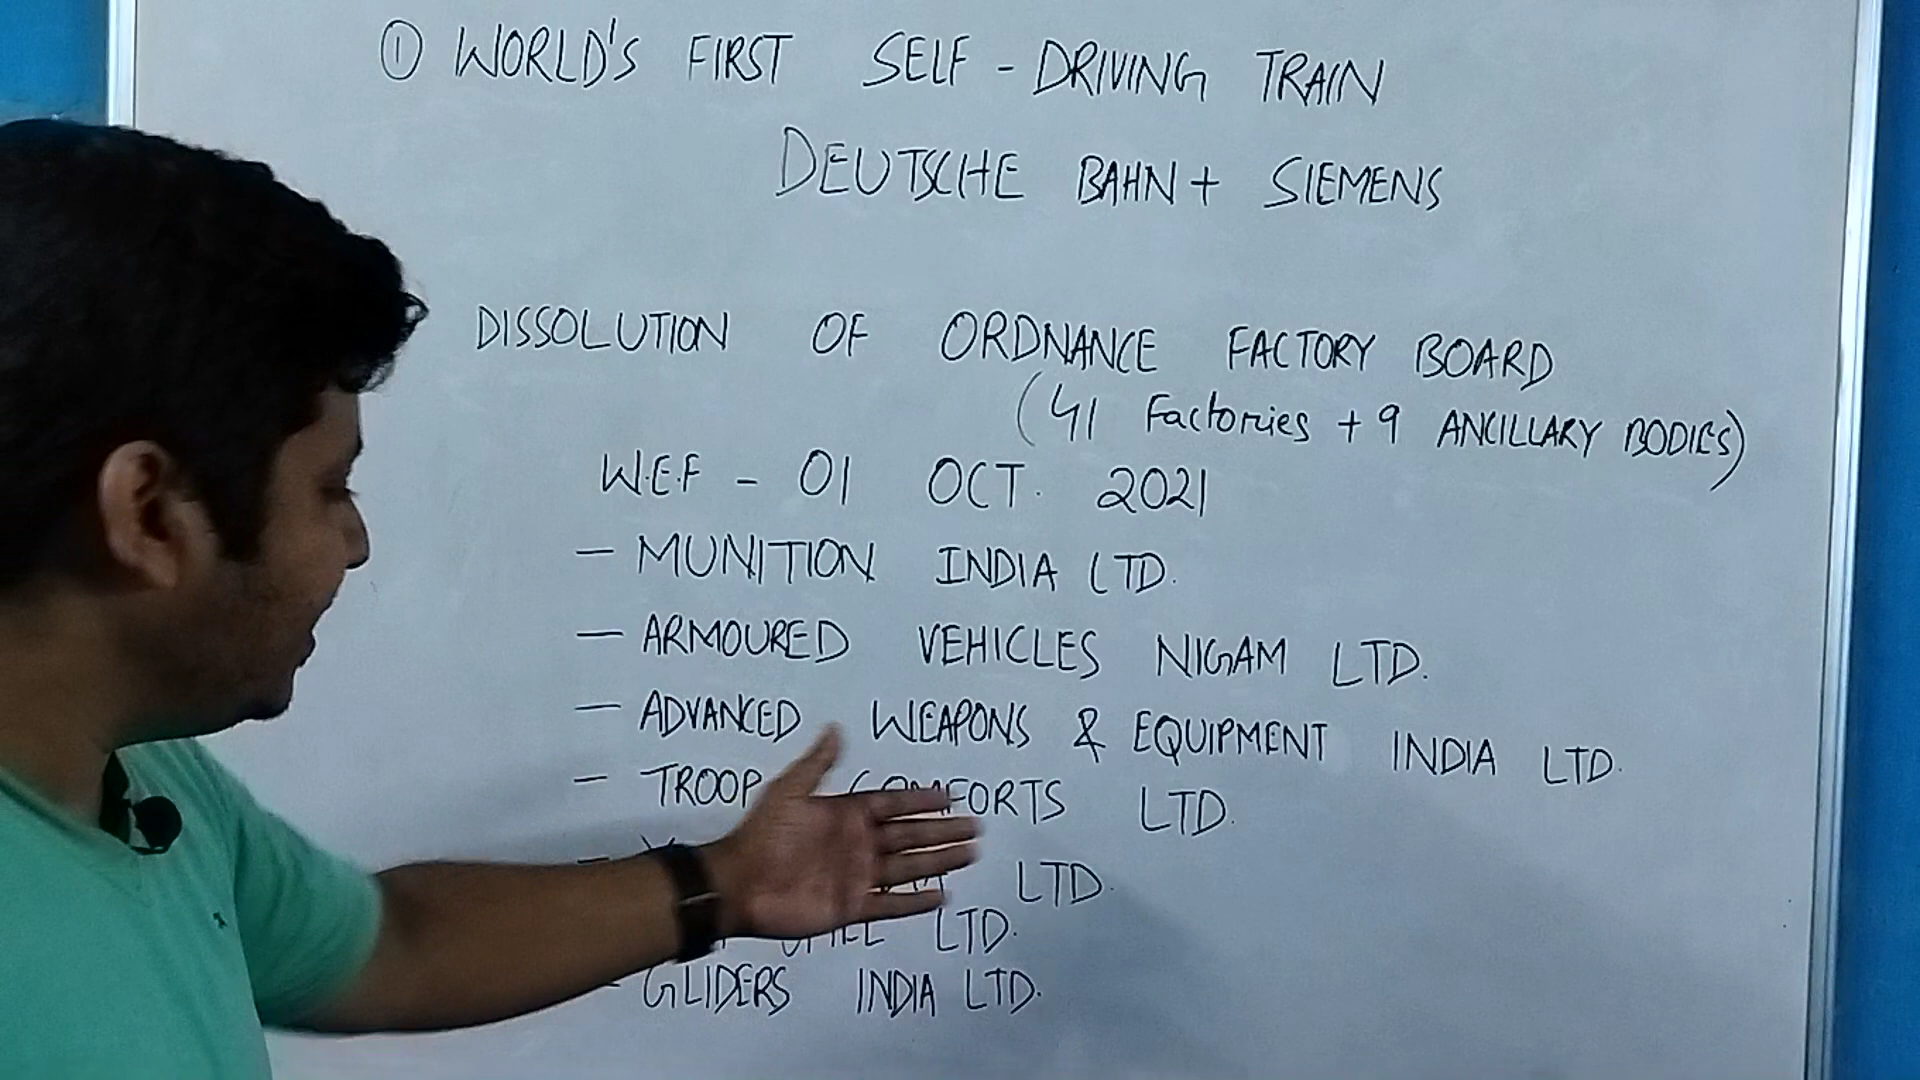 ① WORLD'S FIRST SELF-DRIVING TRAIN
DEUTSCHE BAHN + SIEMENS
DISSOLUTION OF ORDNANCE FACTORY BOARD
(41 Factories + 9 ANCILLARY BODIES)
W.E.F - 01 OCT. 2021
- MUNITION INDIA LTD.
- ARMOURED VEHICLES NIGAM LTD.
- ADVANCED WEAPONS & EQUIPMENT INDIA LTD.
- TROOP COMFORTS LTD.
- LTD.
LTD.
- GLIDERS INDIA LTD.